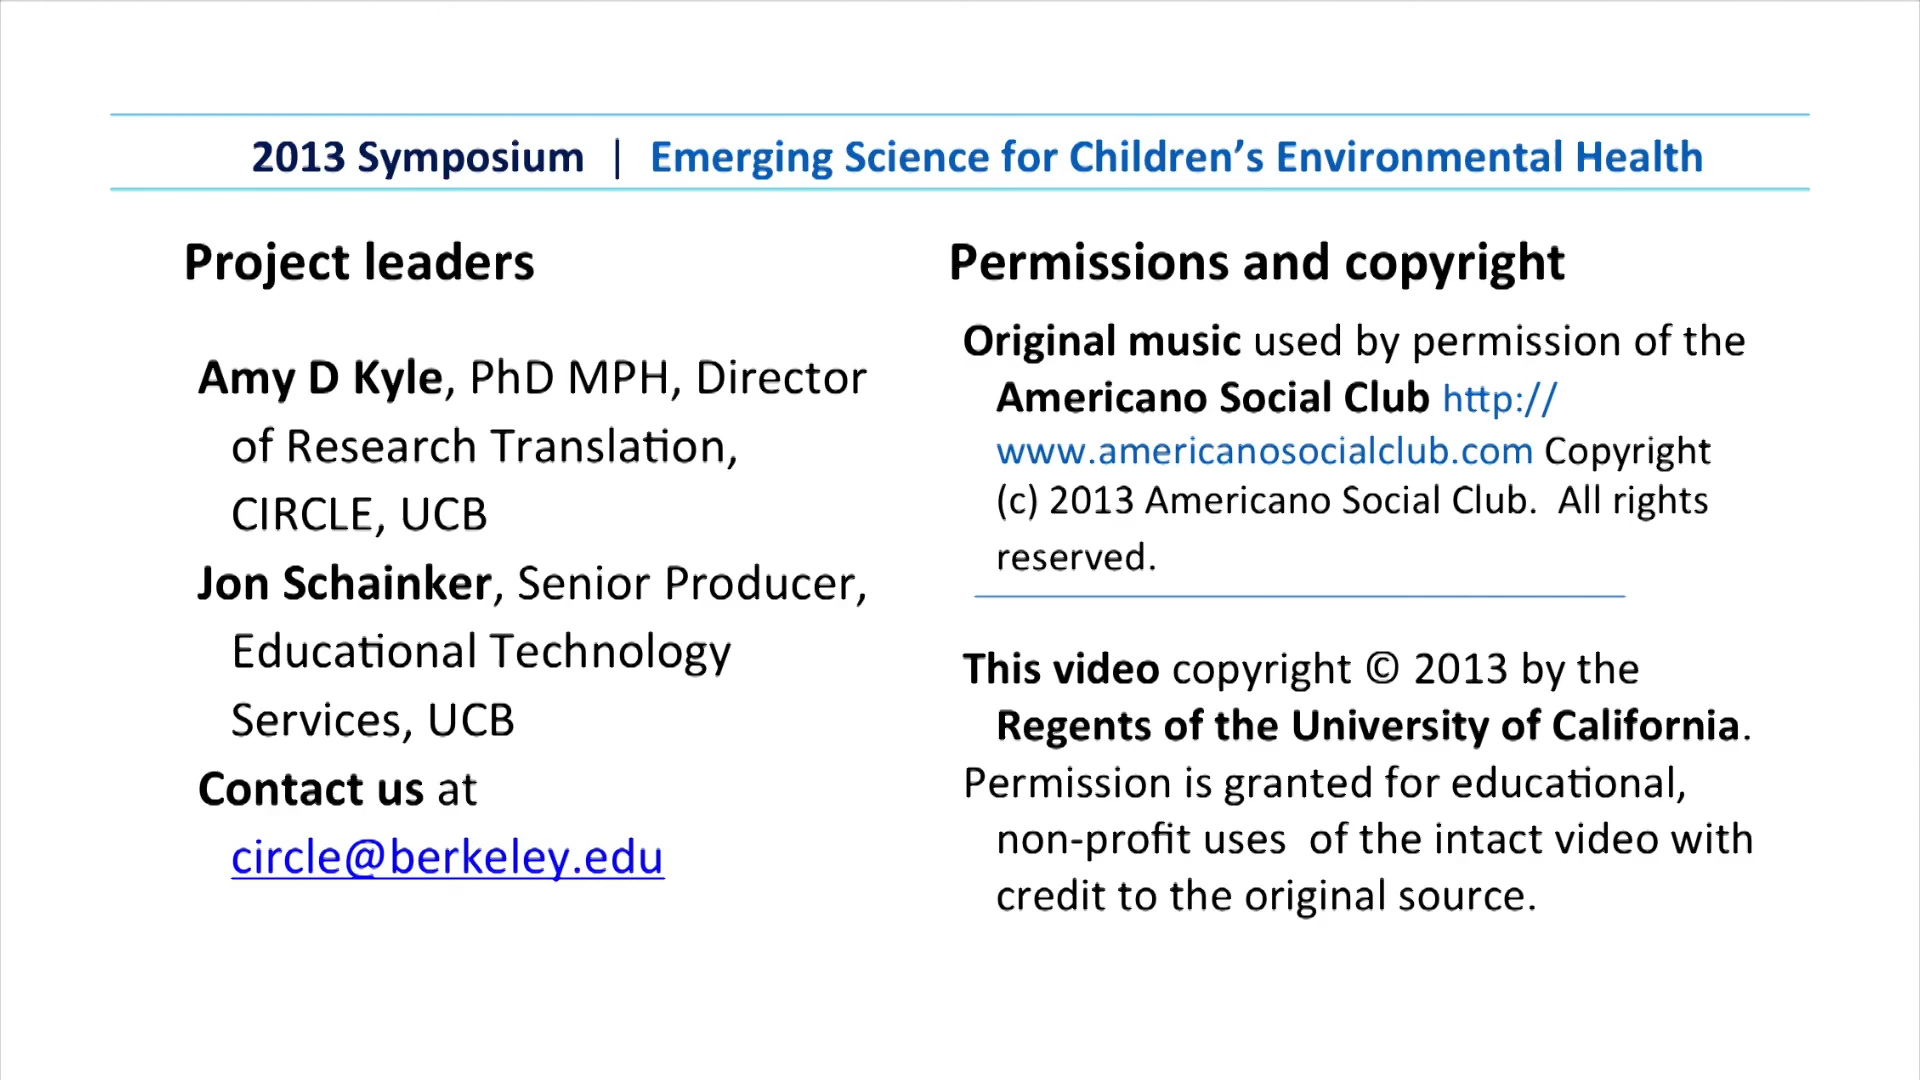 2013 Symposium | Emerging Science for Children’s Environmental Health
Project leaders
Amy D Kyle, PhD MPH, Director
of Research Translation,
CIRCLE, UCB
Jon Schainker, Senior Producer,
Educational Technology
Services, UCB
Contact us at
circle@berkeley.edu
Permissions and copyright
Original music used by permission of the
Americano Social Club http://
www.americanosocialclub.com Copyright
(c) 2013 Americano Social Club.  All rights
reserved.
This video copyright © 2013 by the
Regents of the University of California.
Permission is granted for educational,
non-profit uses  of the intact video with
credit to the original source.